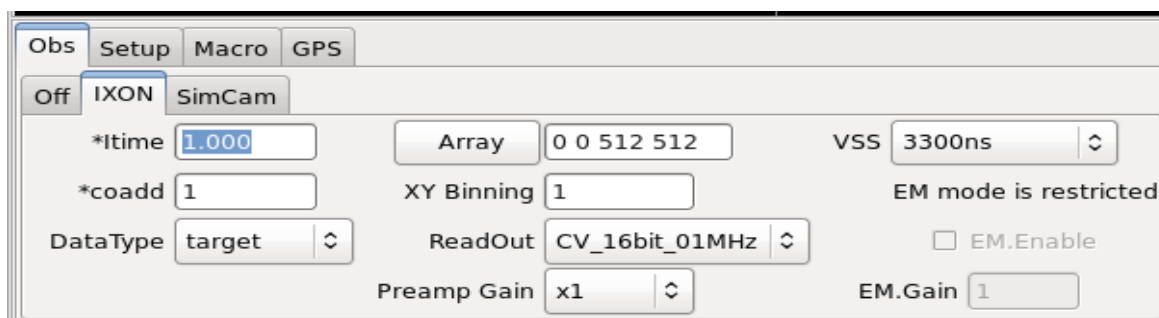 Obs Setup Macro GPS
Off IXON SimCam
*Itime 1.000 Array 0 0 512 512 VSS 3300ns
*coadd 1 XY Binning 1 EM mode is restricted
DataType target ReadOut CV_16bit_01MHz EM.Enable
Preamp Gain x1 EM.Gain 1